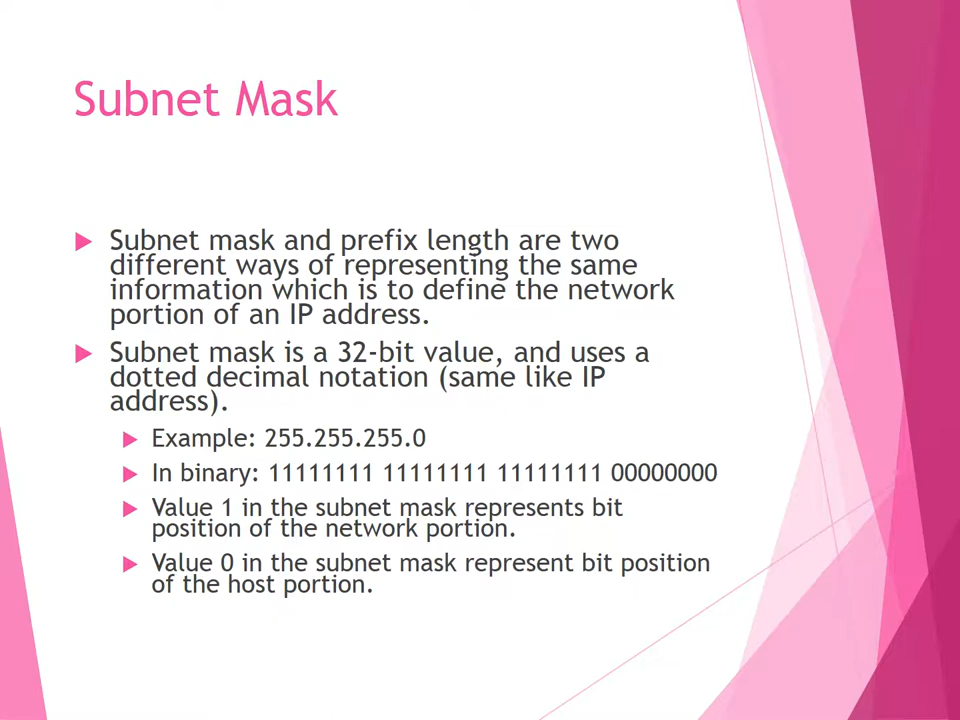 Subnet Mask
Subnet mask and prefix length are two
different ways of representing the same
information which is to define the network
portion of an IP address.
Subnet mask is a 32-bit value, and uses a
dotted decimal notation (same like IP
address).
Example: 255.255.255.0
In binary: 11111111 11111111 11111111 00000000
Value 1 in the subnet mask represents bit
position of the network portion.
Value 0 in the subnet mask represent bit position
of the host portion.